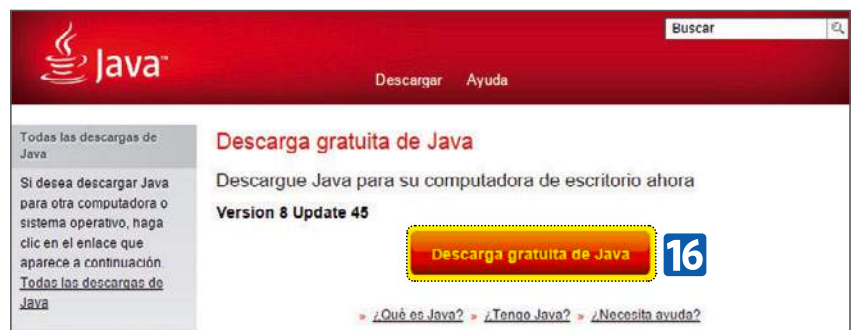 Buscar
Java™
Descargar Ayuda
Todas las descargas de
Java
Si desea descargar Java
para otra computadora o
sistema operativo, haga
clic en el enlace que
aparece a continuación.
Todas las descargas de
Java
Descarga gratuita de Java
Descargue Java para su computadora de escritorio ahora
Version 8 Update 45
Descarga gratuita de Java
16
» ¿Qué es Java? » ¿Tengo Java? » ¿Necesita ayuda?